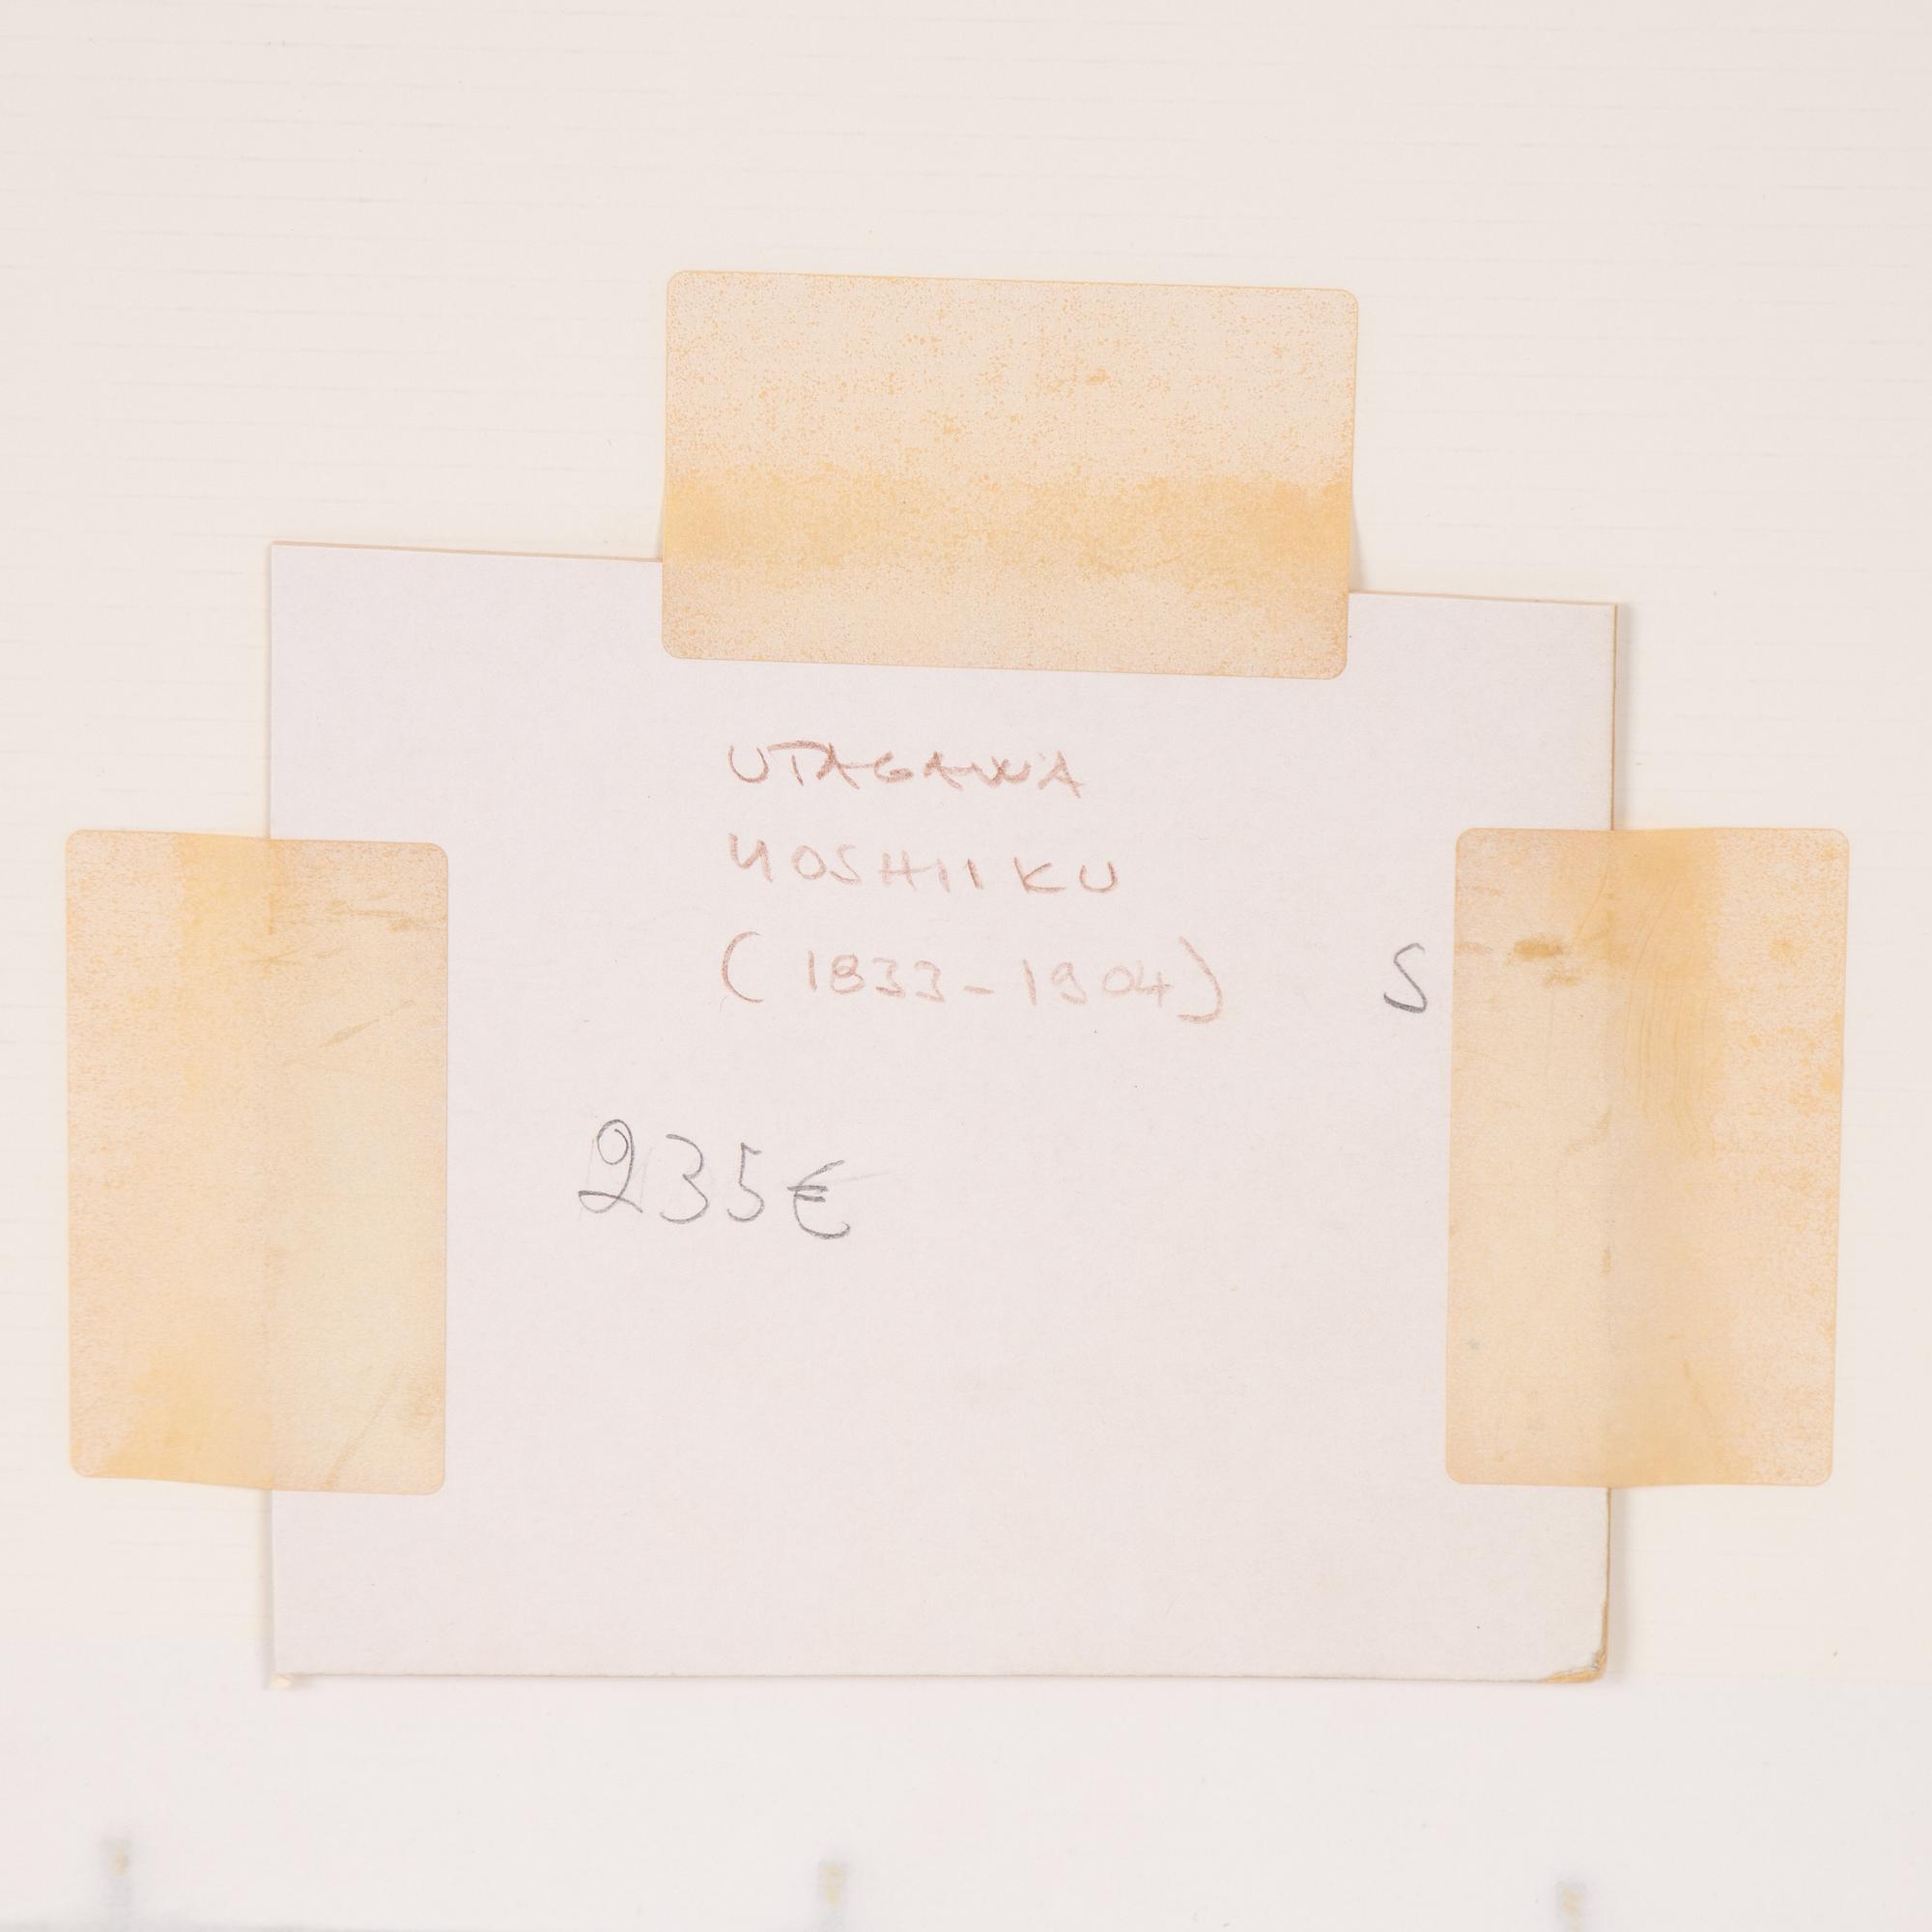 UTAGAWA
YOSHIIKU
(1833-1904) S
235€